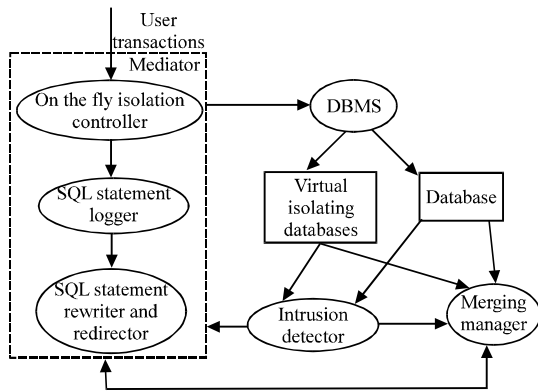 User
transactions
Mediator
On the fly isolation
controller
DBMS
SQL statement
logger
Virtual
isolating
databases
Database
SQL statement
rewriter and
redirector
Intrusion
detector
Merging
manager